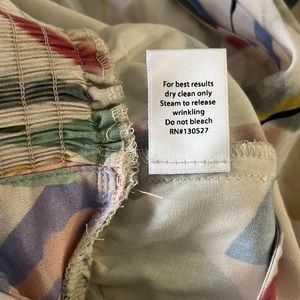 For best results
dry clean only
Steam to release
wrinkling
Do not bleach
RN#130527